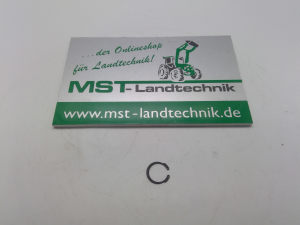 ...der Onlineshop
für Landtechnik!
MST-Landtechnik
www.mst-landtechnik.de